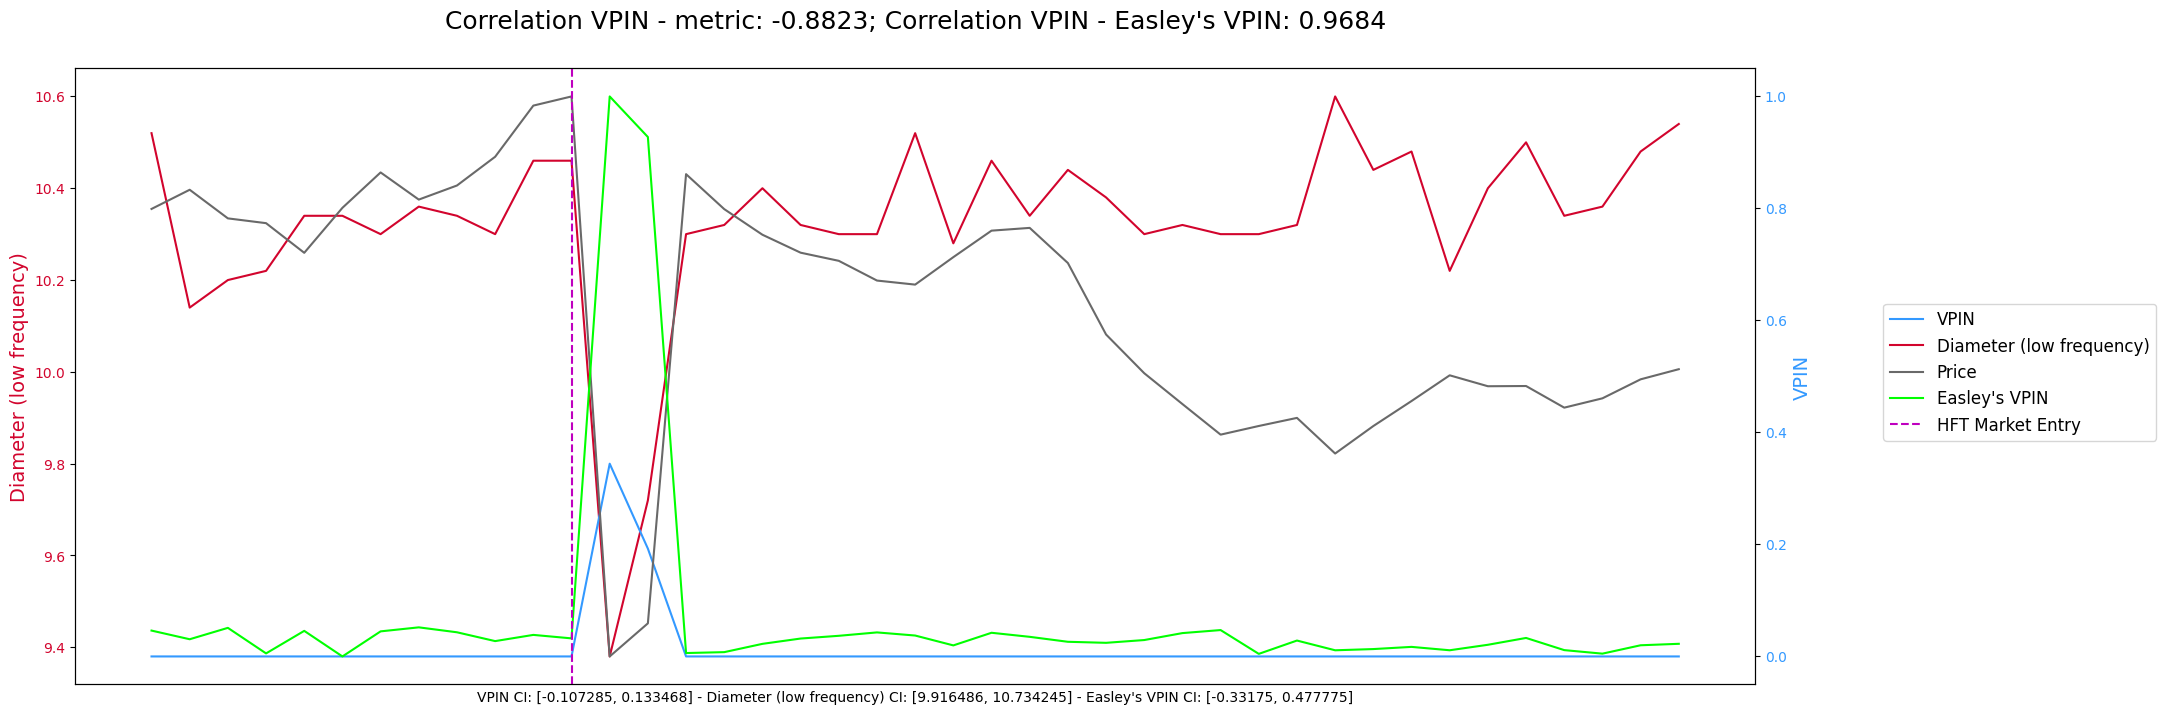 Correlation VPIN - metric: -0.8823; Correlation VPIN - Easley's VPIN: 0.9684
Diameter (low frequency)
10.6
10.4
10.2
10.0
9.8
9.6
9.4
1.0
0.8
0.6
0.4
0.2
0.0
VPIN
VPIN
Diameter (low frequency)
Price
Easley's VPIN
HFT Market Entry
VPIN CI: [-0.107285, 0.133468] - Diameter (low frequency) CI: [9.916486, 10.734245] - Easley's VPIN CI: [-0.33175, 0.477775]